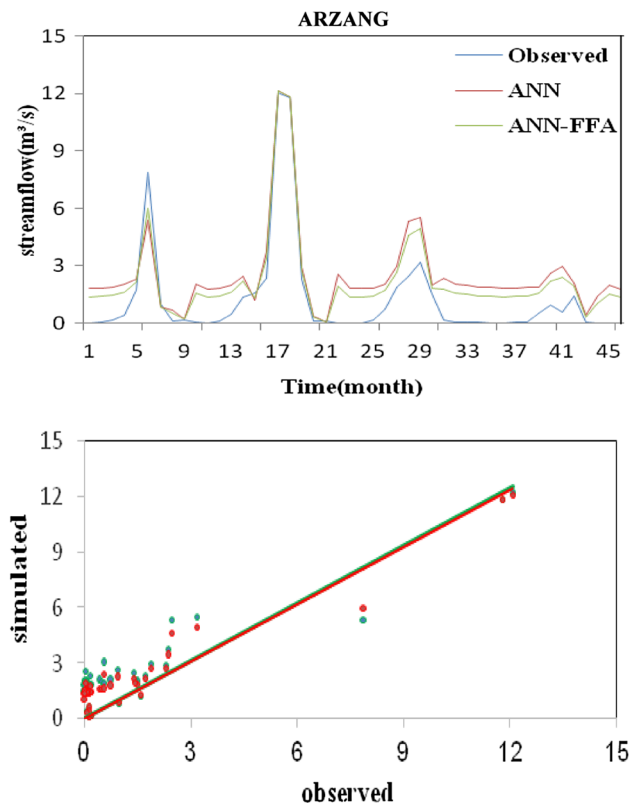 ARZANG
streamflow(m³/s)
15
12
9
6
3
0
Observed
ANN
ANN-FFA
1 5 9 13 17 21 25 29 33 37 41 45
Time(month)
simulated
15
12
9
6
3
0
0 3 6 9 12 15
observed